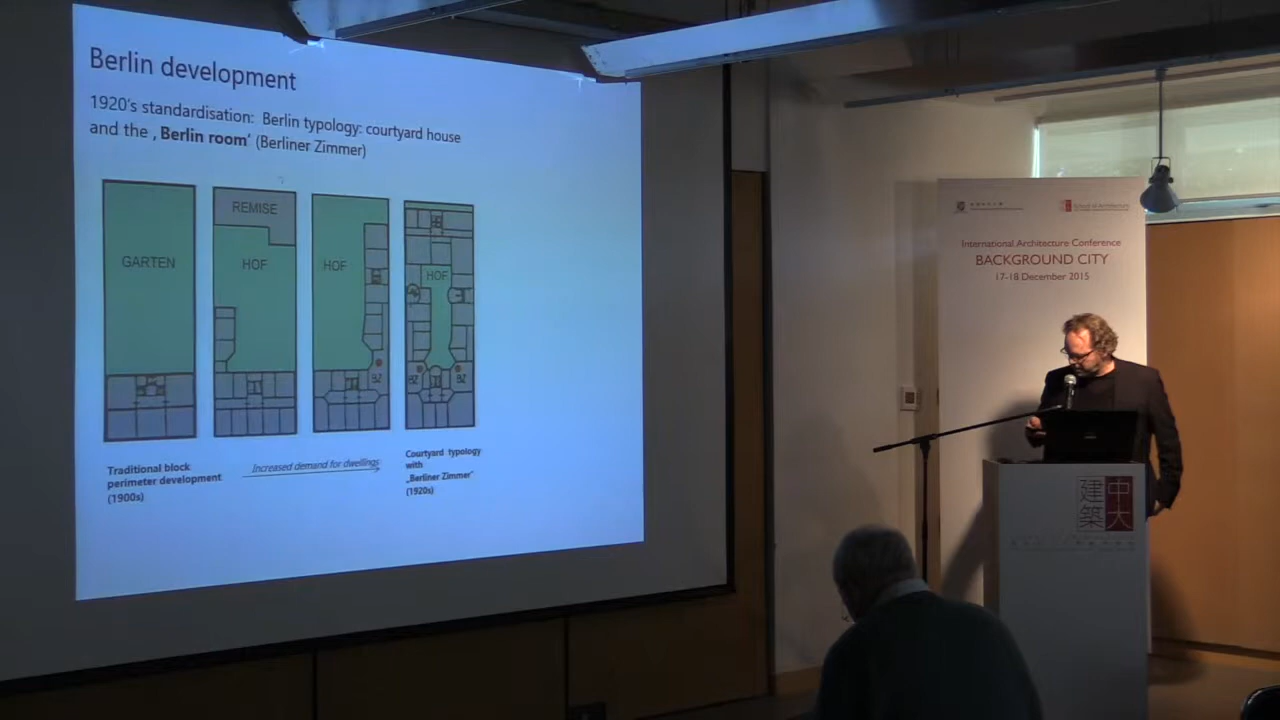 Berlin development
1920's standardisation: Berlin typology: courtyard house
and the ‚ Berlin room' (Berliner Zimmer)
GARTEN
REMISE
HOF
HOF
BZ
HOF
BZ
BZ
Traditional block
perimeter development
(1900s)
Increased demand for dwellings
Courtyard typology
with
„Berliner Zimmer"
(1920s)
School of Architecture
International Architecture Conference
BACKGROUND CITY
17-18 December 2015
建 中
築 大